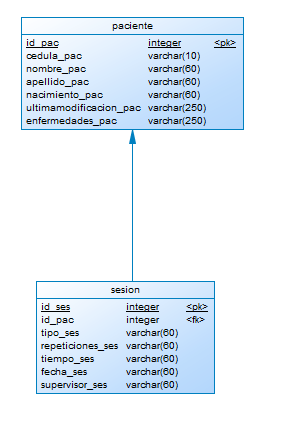 paciente
id_pac integer <pk>
cedula_pac varchar(10)
nombre_pac varchar(60)
apellido_pac varchar(60)
nacimiento_pac varchar(60)
ultimamodificacion_pac varchar(250)
enfermedades_pac varchar(250)
sesion
id_ses integer <pk>
id_pac integer <fk>
tipo_ses varchar(60)
repeticiones_ses varchar(60)
tiempo_ses varchar(60)
fecha_ses varchar(60)
supervisor_ses varchar(60)